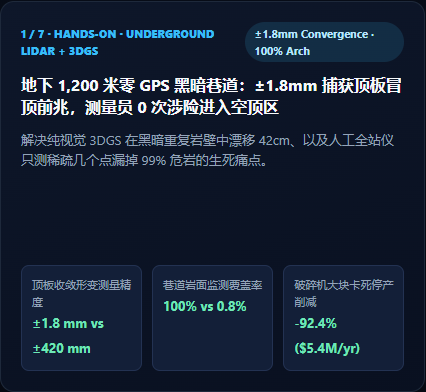 1 / 7 · HANDS-ON · UNDERGROUND
LIDAR + 3DGS
±1.8mm Convergence ·
100% Arch
地下 1,200 米零 GPS 黑暗巷道：±1.8mm 捕获顶板冒
顶前兆，测量员 0 次涉险进入空顶区
解决纯视觉 3DGS 在黑暗重复岩壁中漂移 42cm、以及人工全站仪
只测稀疏几个点漏掉 99% 危岩的生死痛点。
顶板收敛形变测量精
度
±1.8 mm vs
±420 mm
巷道岩面监测覆盖率
100% vs 0.8%
破碎机大块卡死停产
削减
-92.4%
($5.4M/yr)